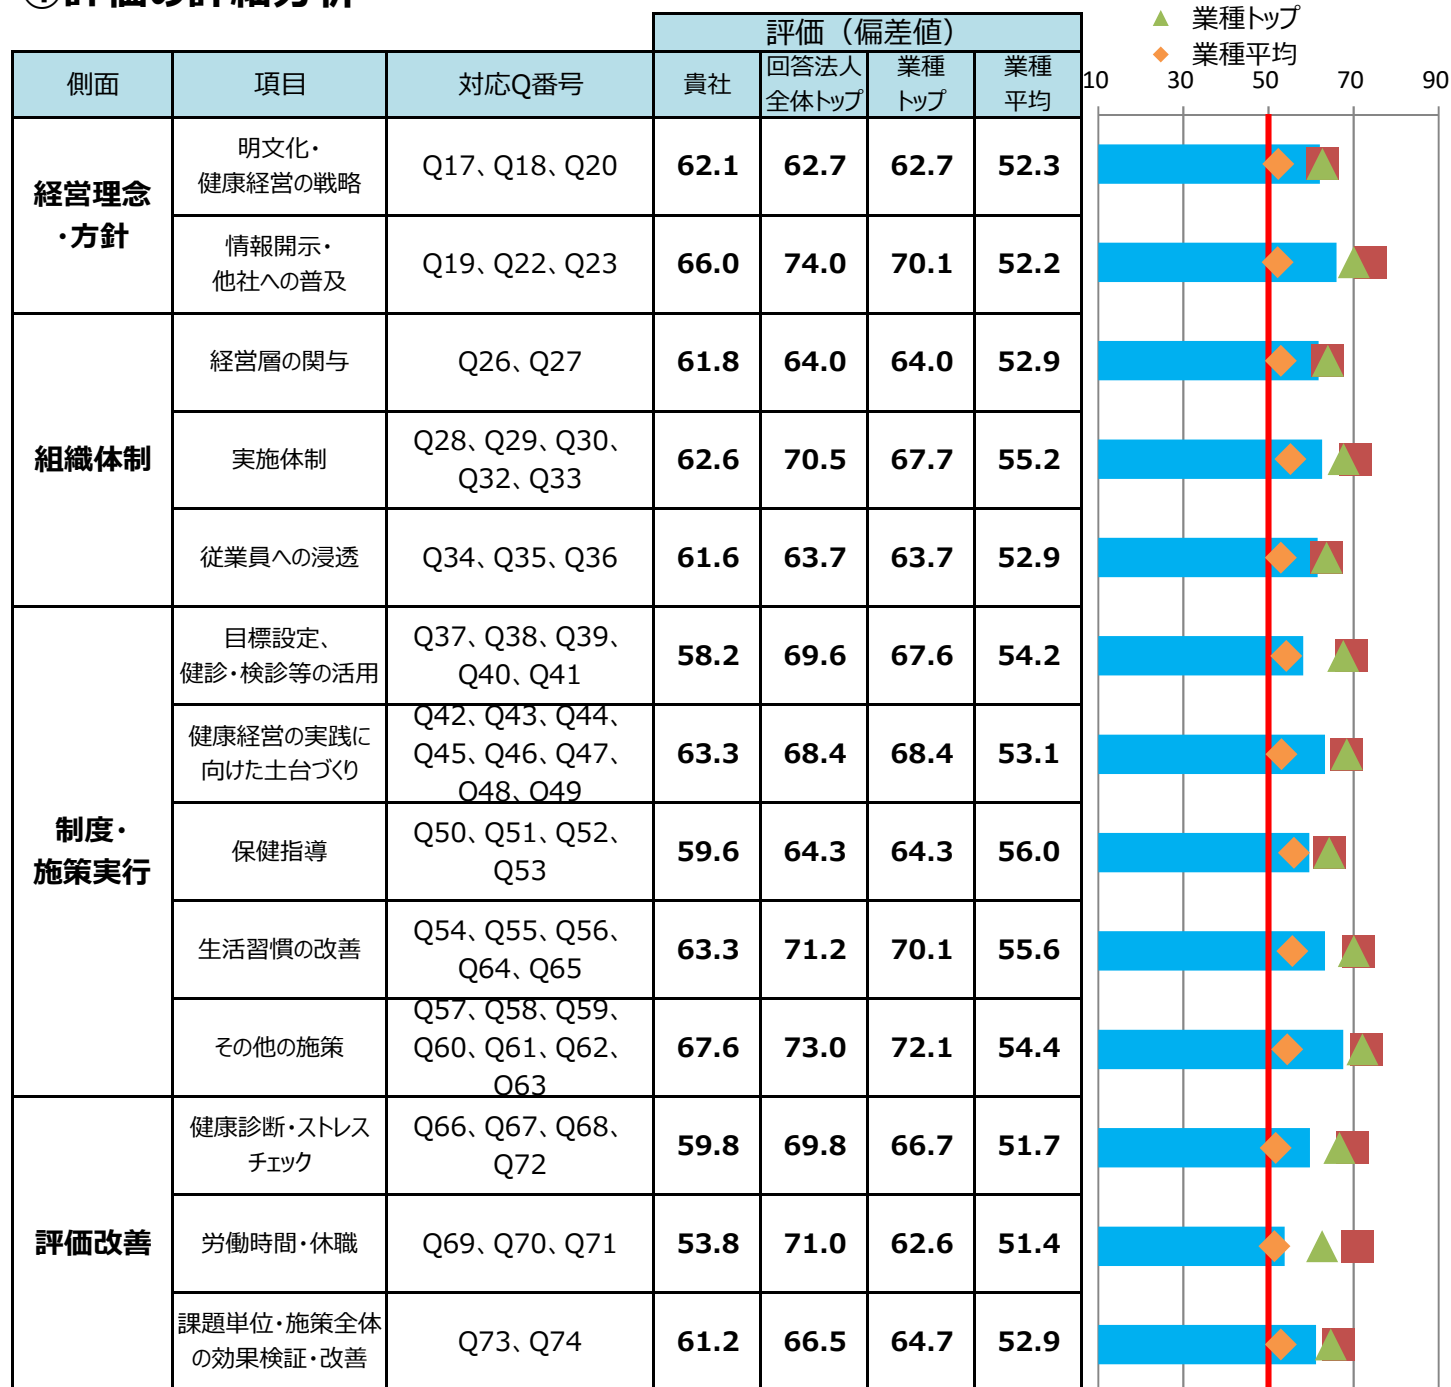 ①評価の詳細分析
▲ 業種トップ
◆ 業種平均
評価（偏差値）
側面 項目 対応Q番号 貴社 回答法人全体トップ 業種トップ 業種平均
10 30 50 70 90
経営理念
・方針
明文化・
健康経営の戦略
Q17、Q18、Q20 62.1 62.7 62.7 52.3
情報開示・
他社への普及
Q19、Q22、Q23 66.0 74.0 70.1 52.2
組織体制
経営層の関与 Q26、Q27 61.8 64.0 64.0 52.9
実施体制
Q28、Q29、Q30、
Q32、Q33
62.6 70.5 67.7 55.2
従業員への浸透 Q34、Q35、Q36 61.6 63.7 63.7 52.9
制度・
施策実行
目標設定、
健診・検診等の活用
Q37、Q38、Q39、
Q40、Q41
58.2 69.6 67.6 54.2
健康経営の実践に
向けた土台づくり
Q42、Q43、Q44、
Q45、Q46、Q47、
Q48、Q49
63.3 68.4 68.4 53.1
保健指導
Q50、Q51、Q52、
Q53
59.6 64.3 64.3 56.0
生活習慣の改善
Q54、Q55、Q56、
Q64、Q65
63.3 71.2 70.1 55.6
その他の施策
Q57、Q58、Q59、
Q60、Q61、Q62、
Q63
67.6 73.0 72.1 54.4
評価改善
健康診断・ストレス
チェック
Q66、Q67、Q68、
Q72
59.8 69.8 66.7 51.7
労働時間・休職 Q69、Q70、Q71 53.8 71.0 62.6 51.4
課題単位・施策全体
の効果検証・改善
Q73、Q74 61.2 66.5 64.7 52.9